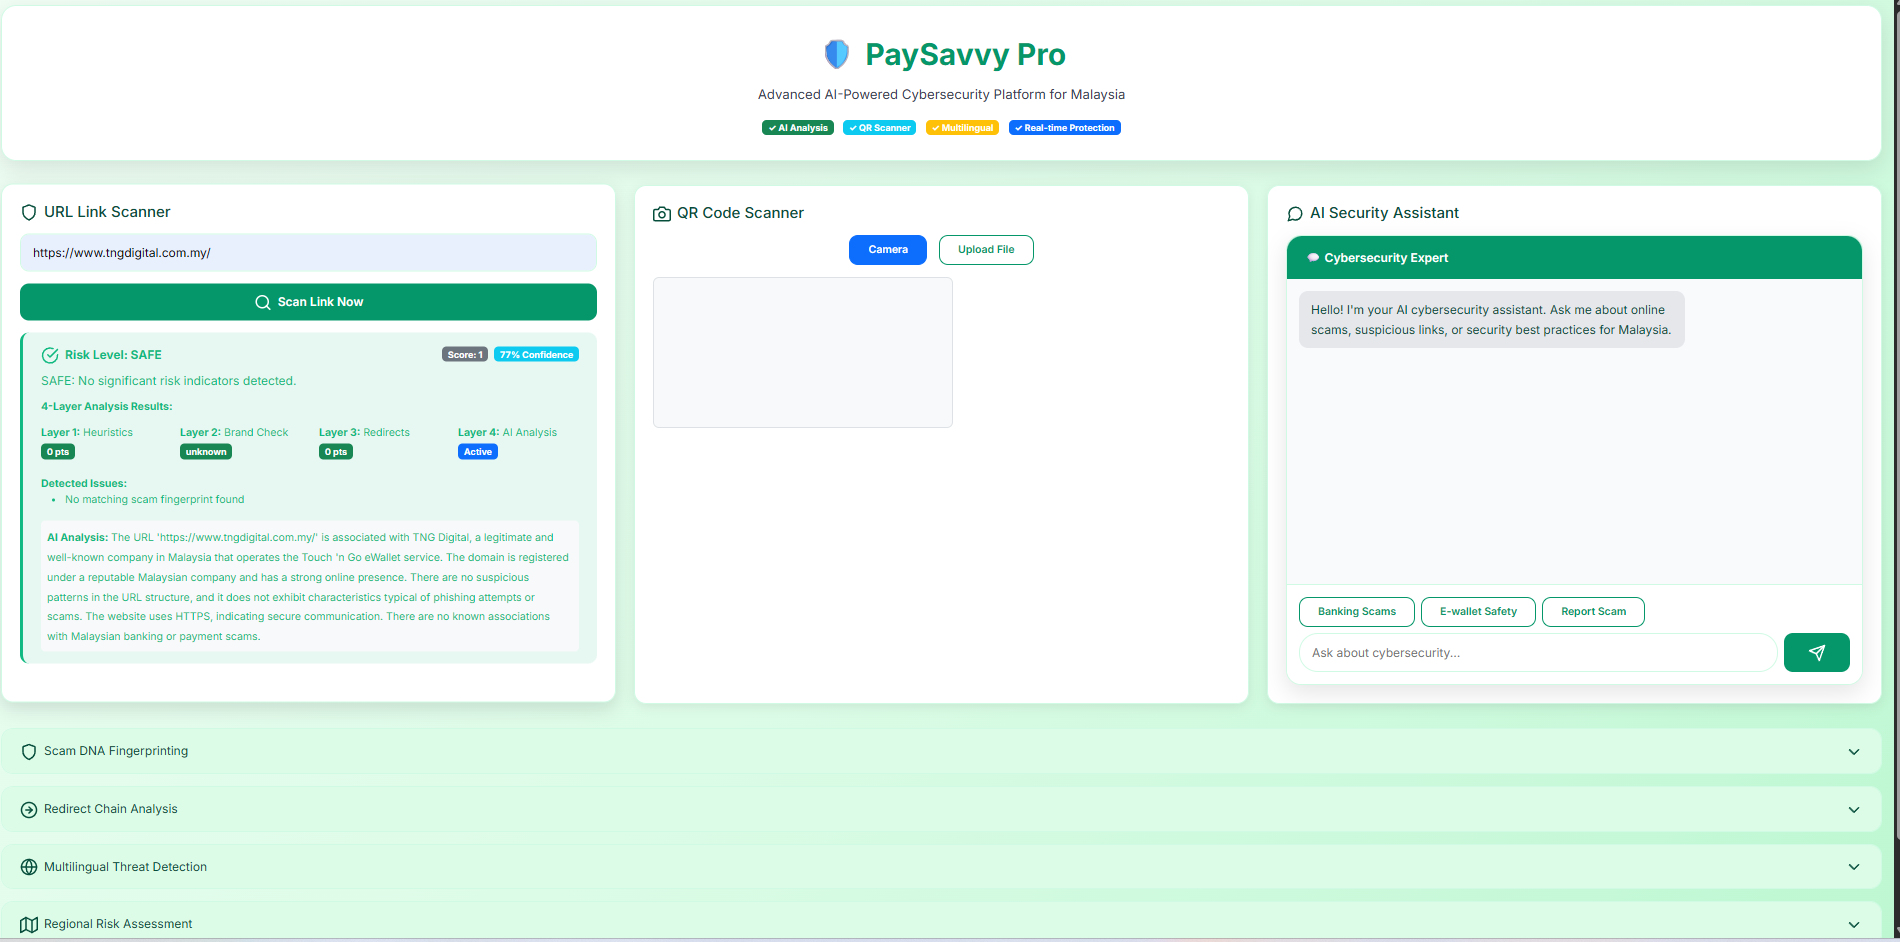 PaySavvy Pro
Advanced AI-Powered Cybersecurity Platform for Malaysia
✓ AI Analysis
✓ QR Scanner
✓ Multilingual
✓ Real-time Protection
URL Link Scanner
https://www.tngdigital.com.my/
Scan Link Now
Risk Level: SAFE
Score: 1
77% Confidence
SAFE: No significant risk indicators detected.
4-Layer Analysis Results:
Layer 1: Heuristics
0 pts
Layer 2: Brand Check
unknown
Layer 3: Redirects
0 pts
Layer 4: AI Analysis
Active
Detected Issues:
• No matching scam fingerprint found
AI Analysis: The URL 'https://www.tngdigital.com.my/' is associated with TNG Digital, a legitimate and
well-known company in Malaysia that operates the Touch 'n Go eWallet service. The domain is registered
under a reputable Malaysian company and has a strong online presence. There are no suspicious
patterns in the URL structure, and it does not exhibit characteristics typical of phishing attempts or
scams. The website uses HTTPS, indicating secure communication. There are no known associations
with Malaysian banking or payment scams.
QR Code Scanner
Camera
Upload File
AI Security Assistant
Cybersecurity Expert
Hello! I'm your AI cybersecurity assistant. Ask me about online
scams, suspicious links, or security best practices for Malaysia.
Banking Scams
E-wallet Safety
Report Scam
Ask about cybersecurity...
Scam DNA Fingerprinting
Redirect Chain Analysis
Multilingual Threat Detection
Regional Risk Assessment